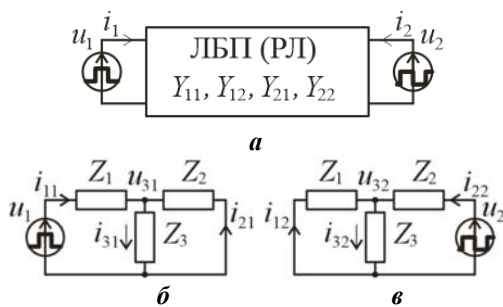 i₁ i₂
u₁ ЛБП (РЛ) u₂
Y₁₁, Y₁₂, Y₂₁, Y₂₂
а
i₁₁ Z₁ u₃₁ Z₂
u₁ i₃₁ Z₃ i₂₁
б
Z₁ u₃₂ Z₂ i₂₂
i₁₂ i₃₂ Z₃ u₂
в